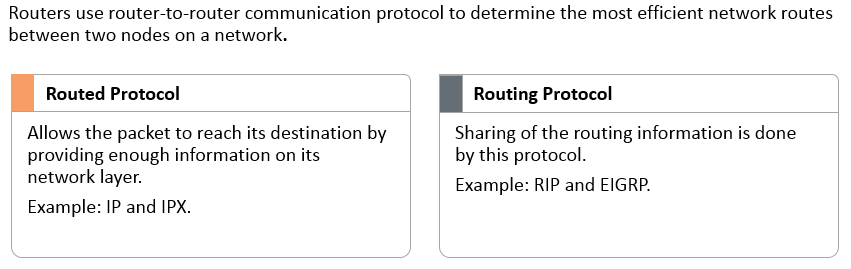 Routers use router-to-router communication protocol to determine the most efficient network routes
between two nodes on a network.
Routed Protocol
Allows the packet to reach its destination by
providing enough information on its
network layer.
Example: IP and IPX.
Routing Protocol
Sharing of the routing information is done
by this protocol.
Example: RIP and EIGRP.